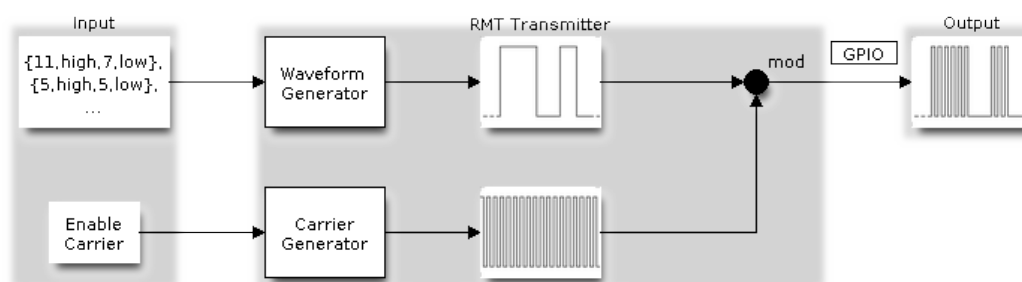 Input
RMT Transmitter
Output
{11,high,7,low},
{5,high,5,low},
...
Waveform
Generator
mod
GPIO
Enable
Carrier
Carrier
Generator